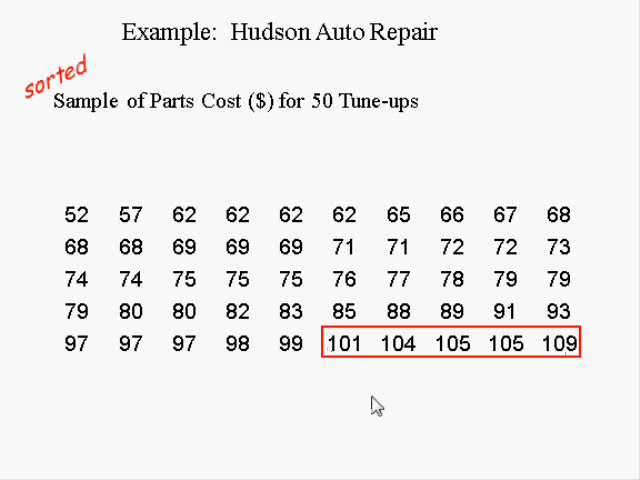 Example: Hudson Auto Repair
sorted
Sample of Parts Cost ($) for 50 Tune-ups
52 57 62 62 62 62 65 66 67 68
68 68 69 69 69 71 71 72 72 73
74 74 75 75 75 76 77 78 79 79
79 80 80 82 83 85 88 89 91 93
97 97 97 98 99 101 104 105 105 109